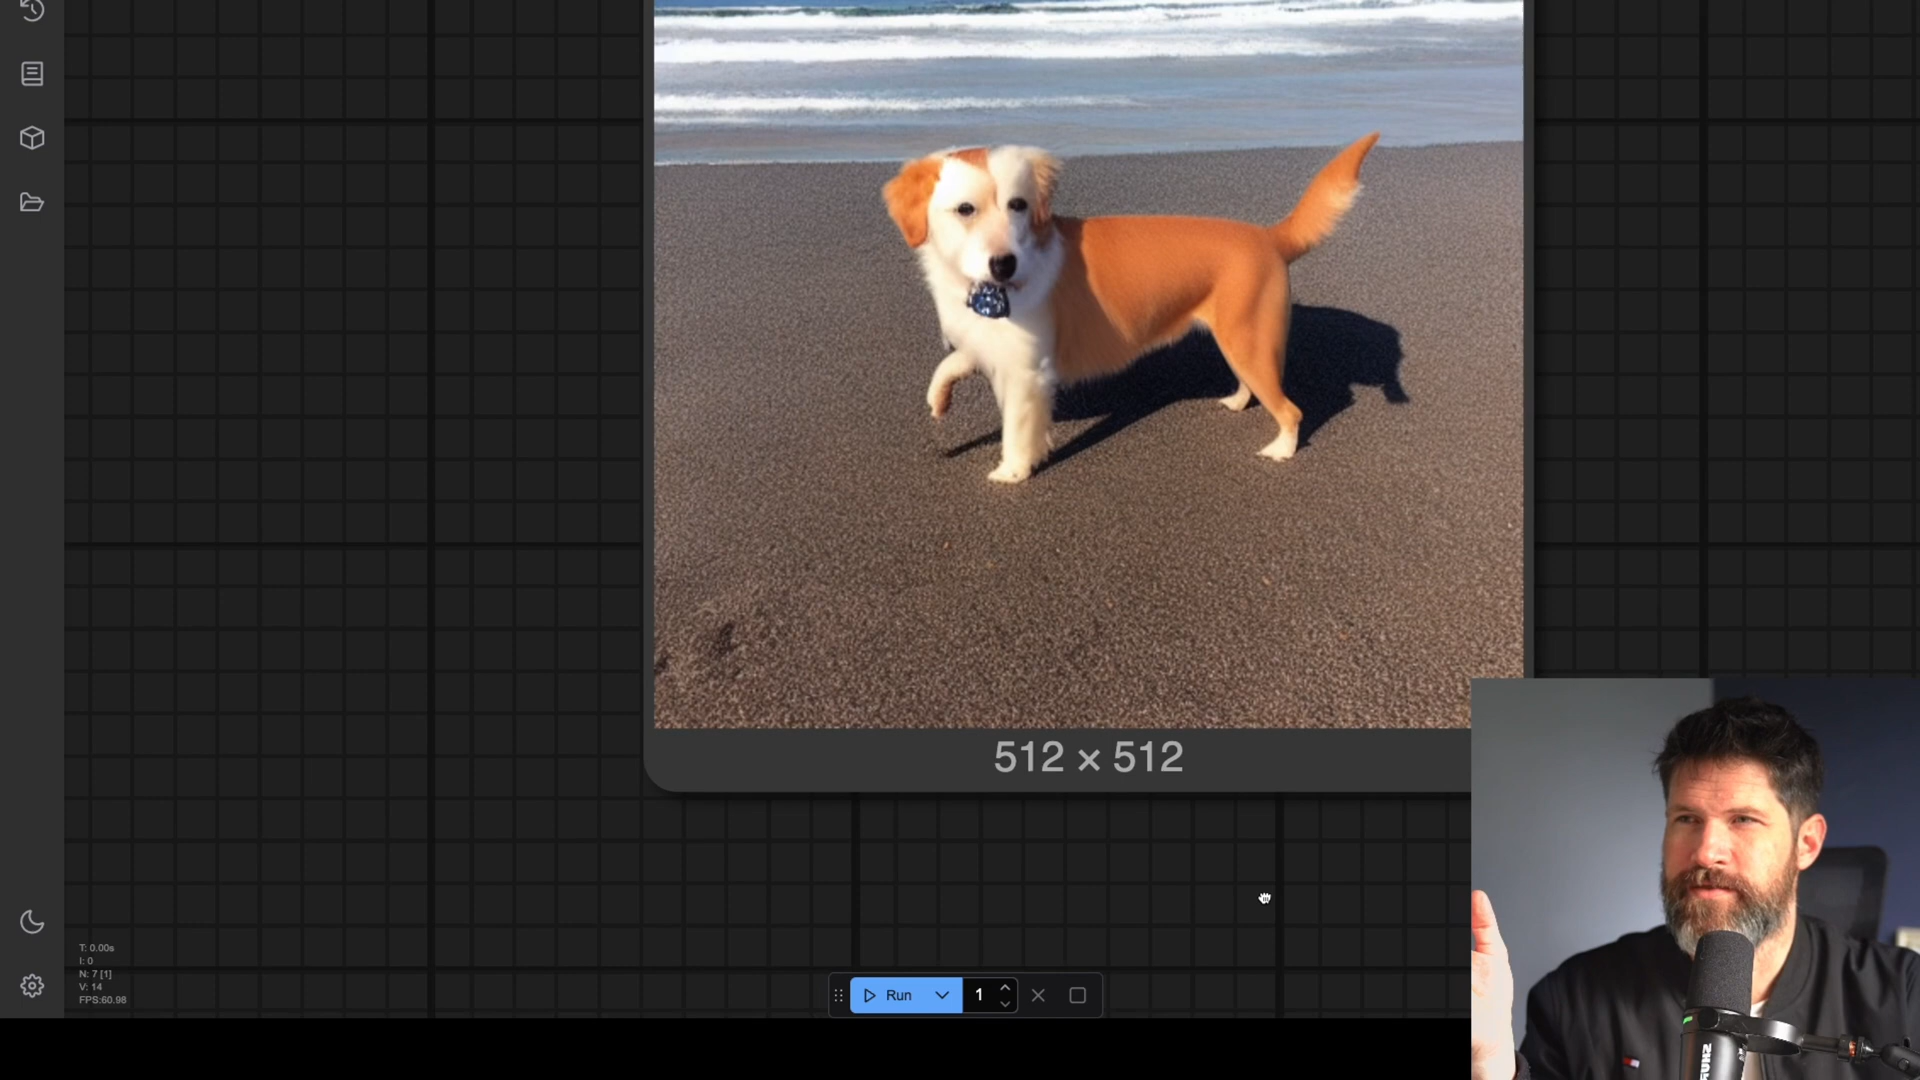 512 × 512
T: 0.00s
I: 0
N: 7 [1]
V: 14
FPS:60.98
Run
1